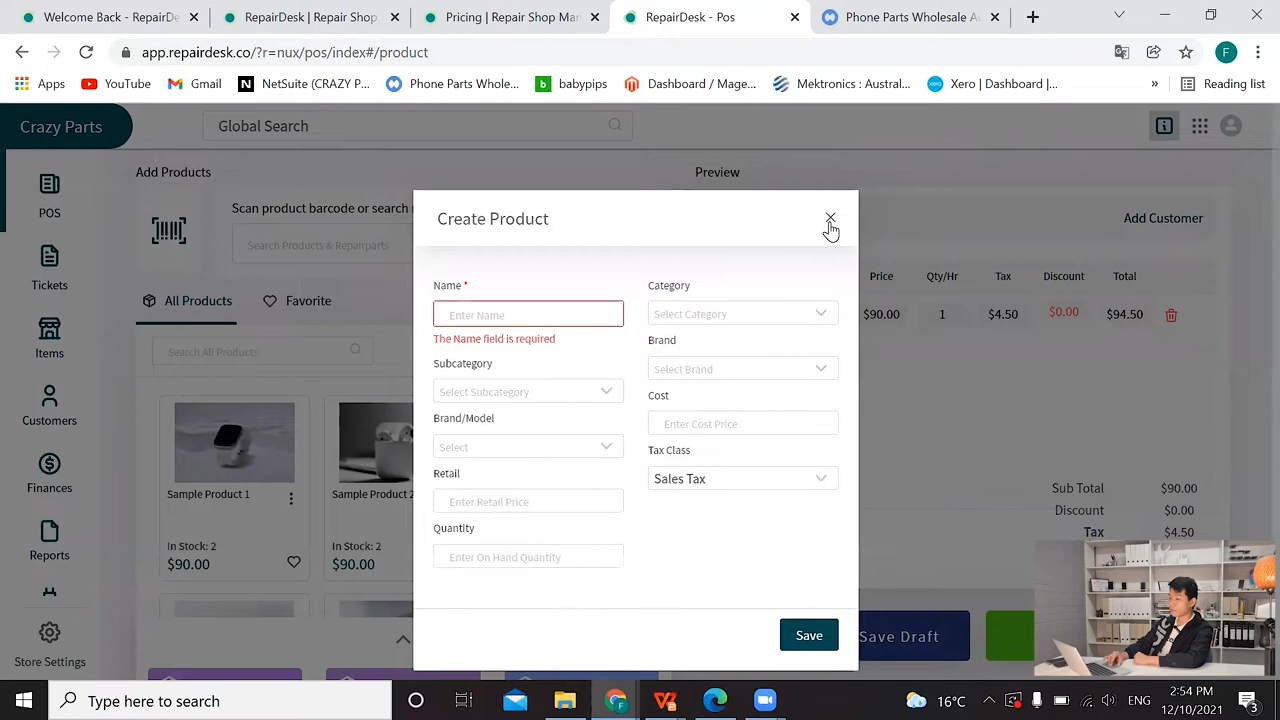 Welcome Back - RepairDe
RepairDesk | Repair Shop
Pricing | Repair Shop Man
RepairDesk - Pos
Phone Parts Wholesale Au
app.repairdesk.co/?r=nux/pos/index#/product
F
Apps
YouTube
Gmail
NetSuite (CRAZY P...
Phone Parts Whole...
babypips
Dashboard / Mage...
Mektronics : Austral...
Xero | Dashboard |...
»
Reading list
Crazy Parts
Global Search
Add Products
Preview
POS
Scan product barcode or search
Search Products & Repairparts
Add Customer
Create Product
Tickets
All Products
Favorite
Price
Qty/Hr
Tax
Discount
Total
$90.00
1
$4.50
$0.00
$94.50
Search All Products
Items
Customers
Finances
Reports
Store Settings
Sample Product 1
In Stock: 2
$90.00
Sample Product 2
In Stock: 2
$90.00
Name *
Enter Name
The Name field is required
Subcategory
Select Subcategory
Brand/Model
Select
Retail
Enter Retail Price
Quantity
Enter On Hand Quantity
Category
Select Category
Brand
Select Brand
Cost
Enter Cost Price
Tax Class
Sales Tax
Save
Sub Total
$90.00
Discount
$0.00
Tax
$4.50
Save Draft
Type here to search
16°C
ENG
2:54 PM
12/10/2021
3